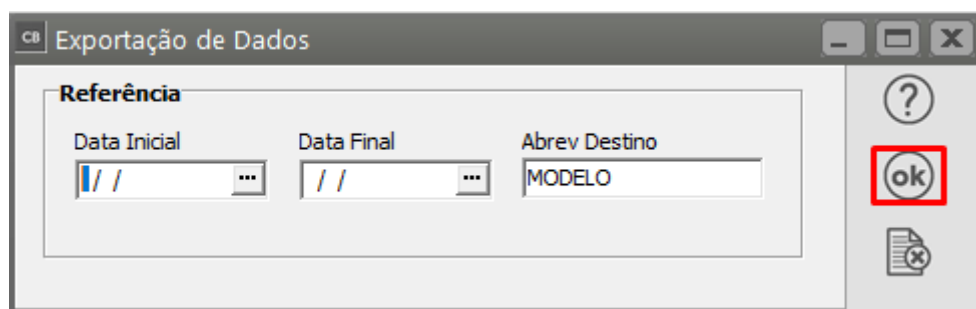 CB Exportação de Dados
Referência
Data Inicial Data Final Abrev Destino
/ / ... / / ... MODELO
?
ok